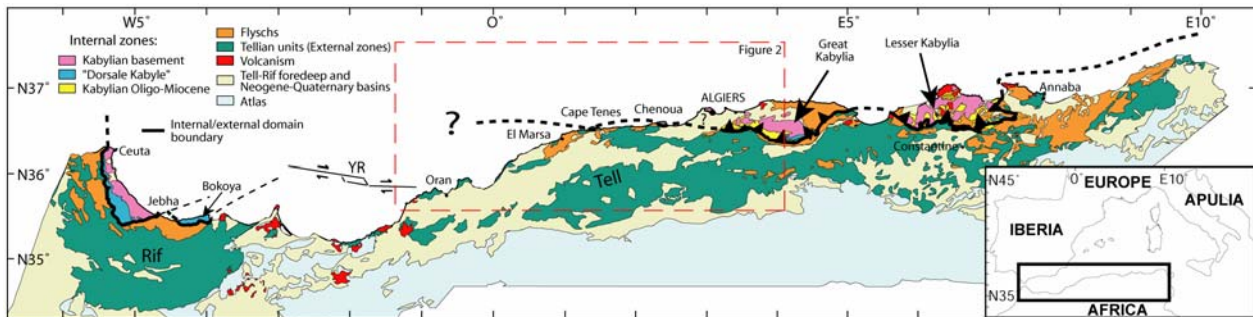 W5°
O°
E5°
E10°
Internal zones:
Kabylian basement
"Dorsale Kabyle"
Kabylian Oligo-Miocene
Flyschs
Tellian units (External zones)
Volcanism
Tell-Rif foredeep and
Neogene-Quaternary basins
Atlas
Internal/external domain
boundary
Figure 2
Great
Kabylia
Lesser Kabylia
N37°
N36°
N35°
Ceuta
Jebha
Bokoya
YR
Rif
?
Oran
El Marsa
Cape Tenes
Chenoua
ALGIERS
?
Tell
Constantine
Annaba
N45°
0°
E10°
EUROPE
APULIA
IBERIA
N35
AFRICA